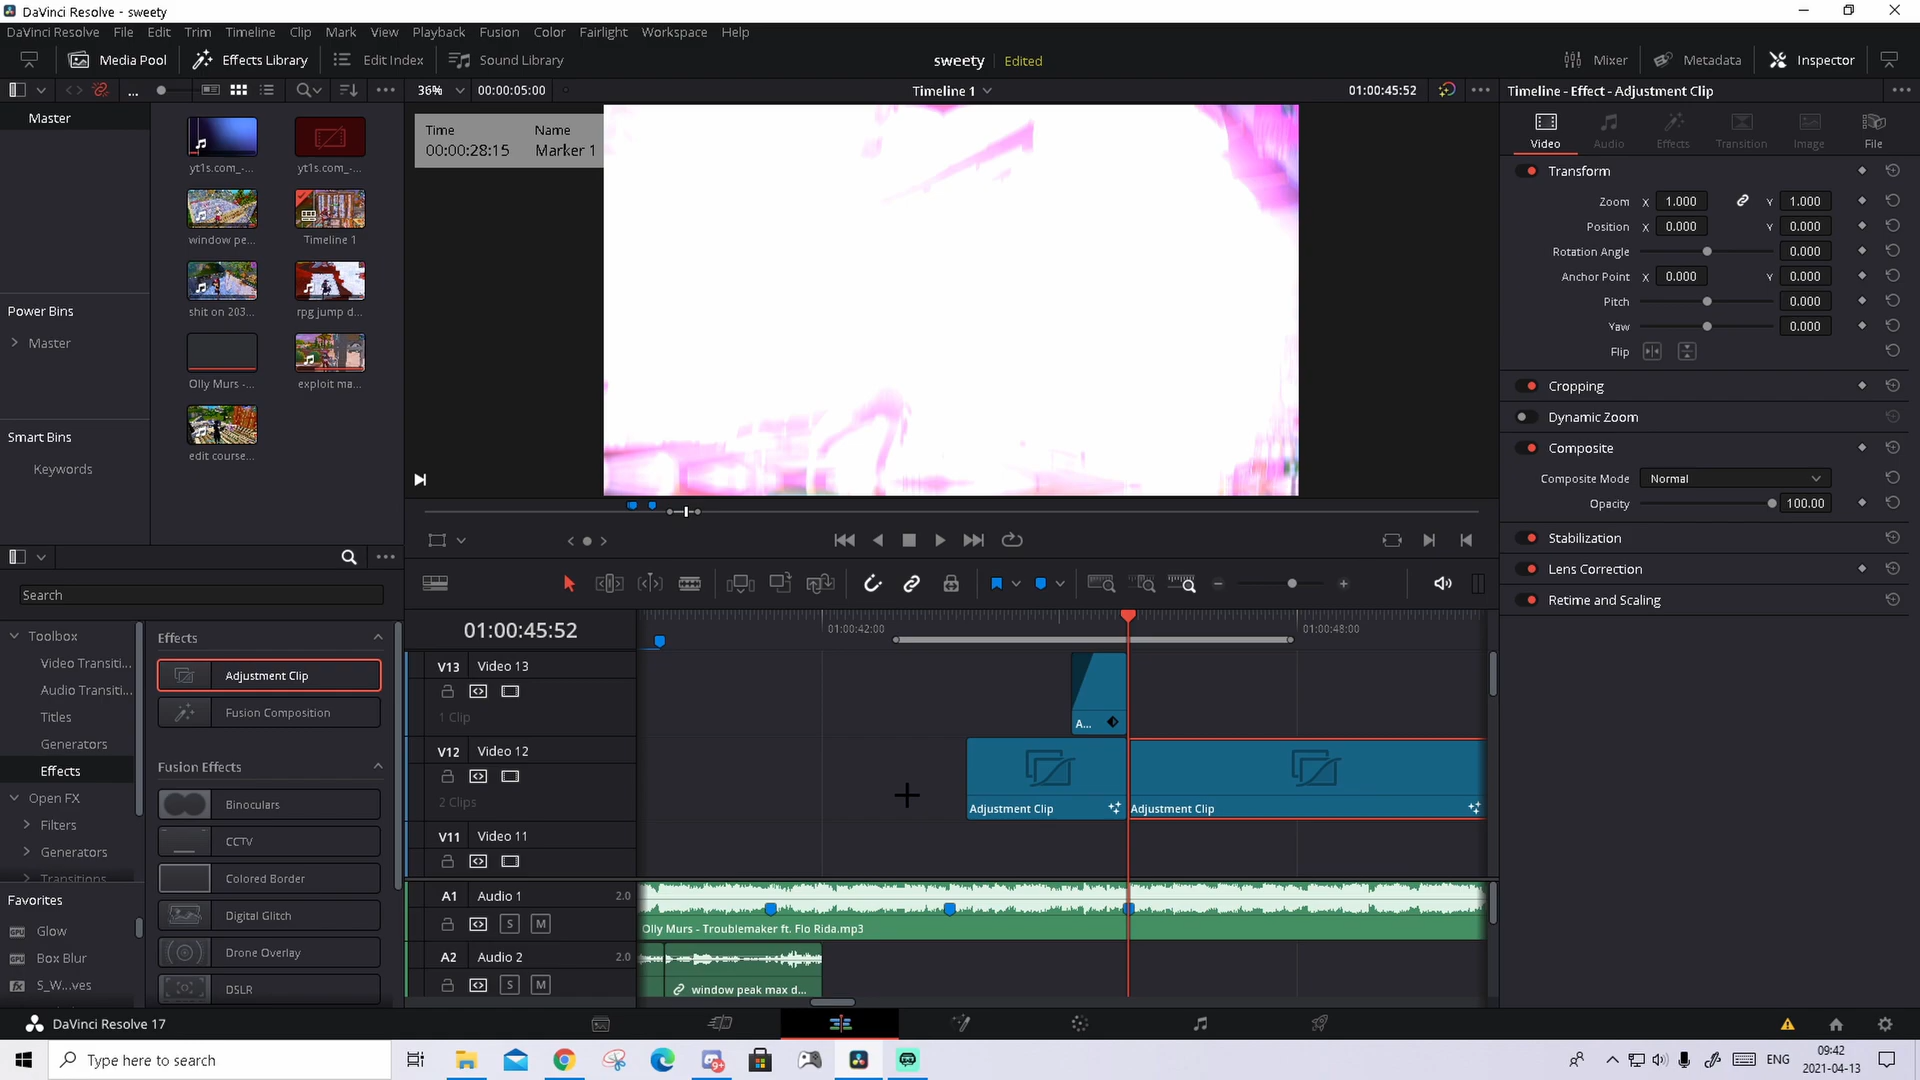 DaVinci Resolve - sweety
DaVinci Resolve File Edit Trim Timeline Clip Mark View Playback Fusion Color Fairlight Workspace Help
Media Pool Effects Library Edit Index Sound Library
sweety Edited
Mixer Metadata Inspector
... 36% 00:00:05:00 Timeline 1 01:00:45:52
Timeline - Effect - Adjustment Clip
Master
yt1s.com_-... yt1s.com_-...
window pe... Timeline 1
shit on 203... rpg jump d...
Olly Murs -... exploit ma...
edit course...
Power Bins
Master
Smart Bins
Keywords
Time Name
00:00:28:15 Marker 1
Video Audio Effects Transition Image File
Transform
Zoom X 1.000 Y 1.000
Position X 0.000 Y 0.000
Rotation Angle 0.000
Anchor Point X 0.000 Y 0.000
Pitch 0.000
Yaw 0.000
Flip
Cropping
Dynamic Zoom
Composite
Composite Mode Normal
Opacity 100.00
Stabilization
Lens Correction
Retime and Scaling
Search
Toolbox
Video Transiti...
Audio Transiti...
Titles
Generators
Effects
Open FX
Filters
Generators
Transitions
Favorites
Glow
Box Blur
S_W...ves
Effects
Adjustment Clip
Fusion Composition
Fusion Effects
Binoculars
CCTV
Colored Border
Digital Glitch
Drone Overlay
DSLR
01:00:45:52
01:00:42:00 01:00:48:00
V13 Video 13
1 Clip
A...
V12 Video 12
2 Clips
Adjustment Clip Adjustment Clip
V11 Video 11
A1 Audio 1 2.0
S M
Olly Murs - Troublemaker ft. Flo Rida.mp3
A2 Audio 2 2.0
S M
window peak max d...
DaVinci Resolve 17
Type here to search
9+
ENG
09:42
2021-04-13